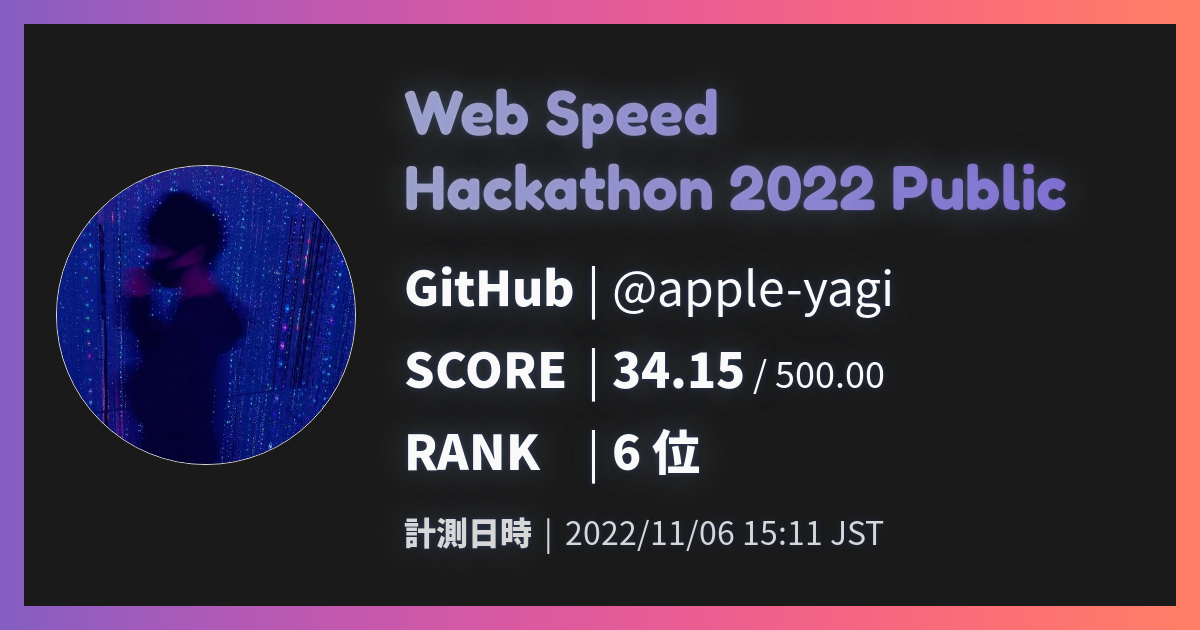 Web Speed
Hackathon 2022 Public
GitHub | @apple-yagi
SCORE | 34.15 / 500.00
RANK | 6 位
計測日時 | 2022/11/06 15:11 JST